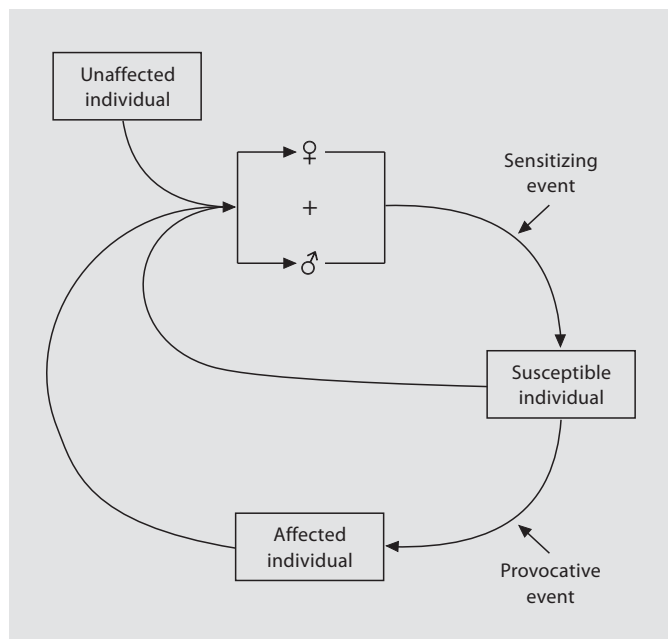 Unaffected
individual
♀
+
♂
Sensitizing
event
Susceptible
individual
Affected
individual
Provocative
event